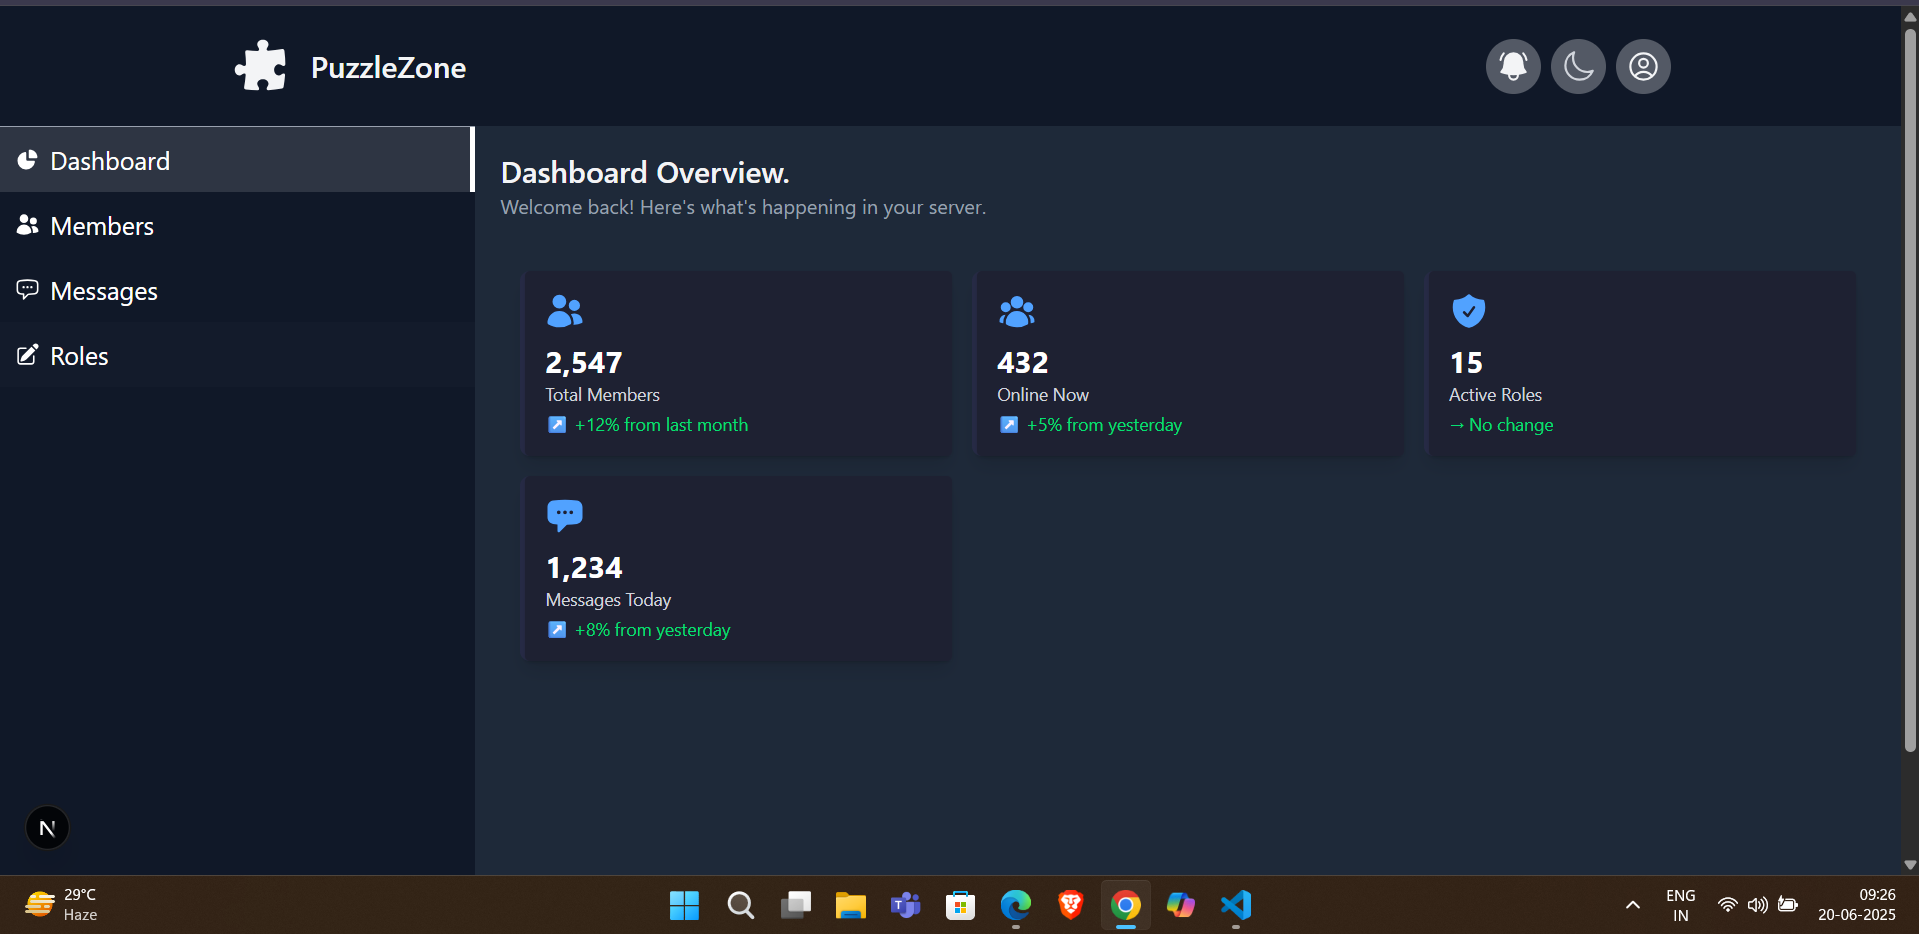 PuzzleZone
Dashboard
Members
Messages
Roles
Dashboard Overview.
Welcome back! Here's what's happening in your server.
2,547
Total Members
↗ +12% from last month
432
Online Now
↗ +5% from yesterday
15
Active Roles
→ No change
1,234
Messages Today
↗ +8% from yesterday
N
29°C
Haze
ENG
IN
09:26
20-06-2025